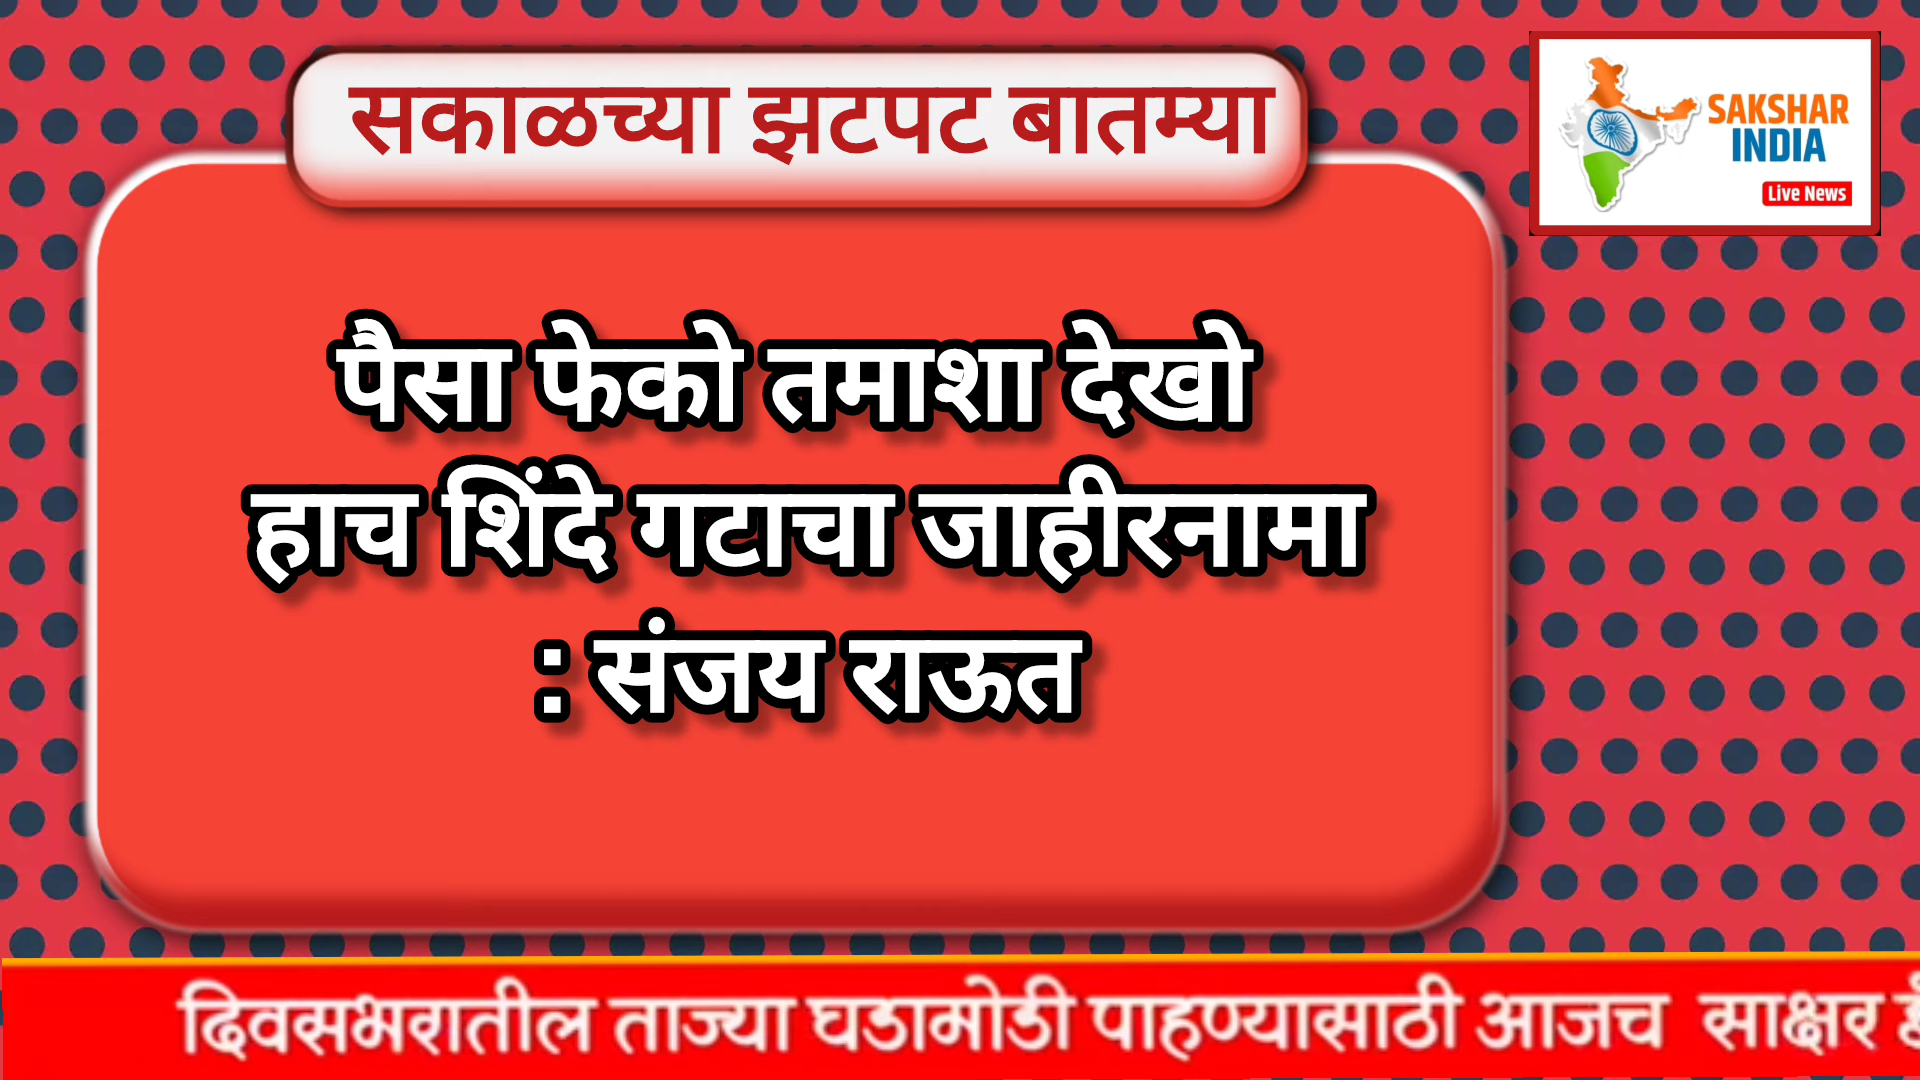 सकाळच्या झटपट बातम्या
SAKSHAR
INDIA
Live News
पैसा फेको तमाशा देखो
हाच शिंदे गटाचा जाहीरनामा
: संजय राऊत
दिवसभरातील ताज्या घडामोडी पाहण्यासाठी आजच साक्षर